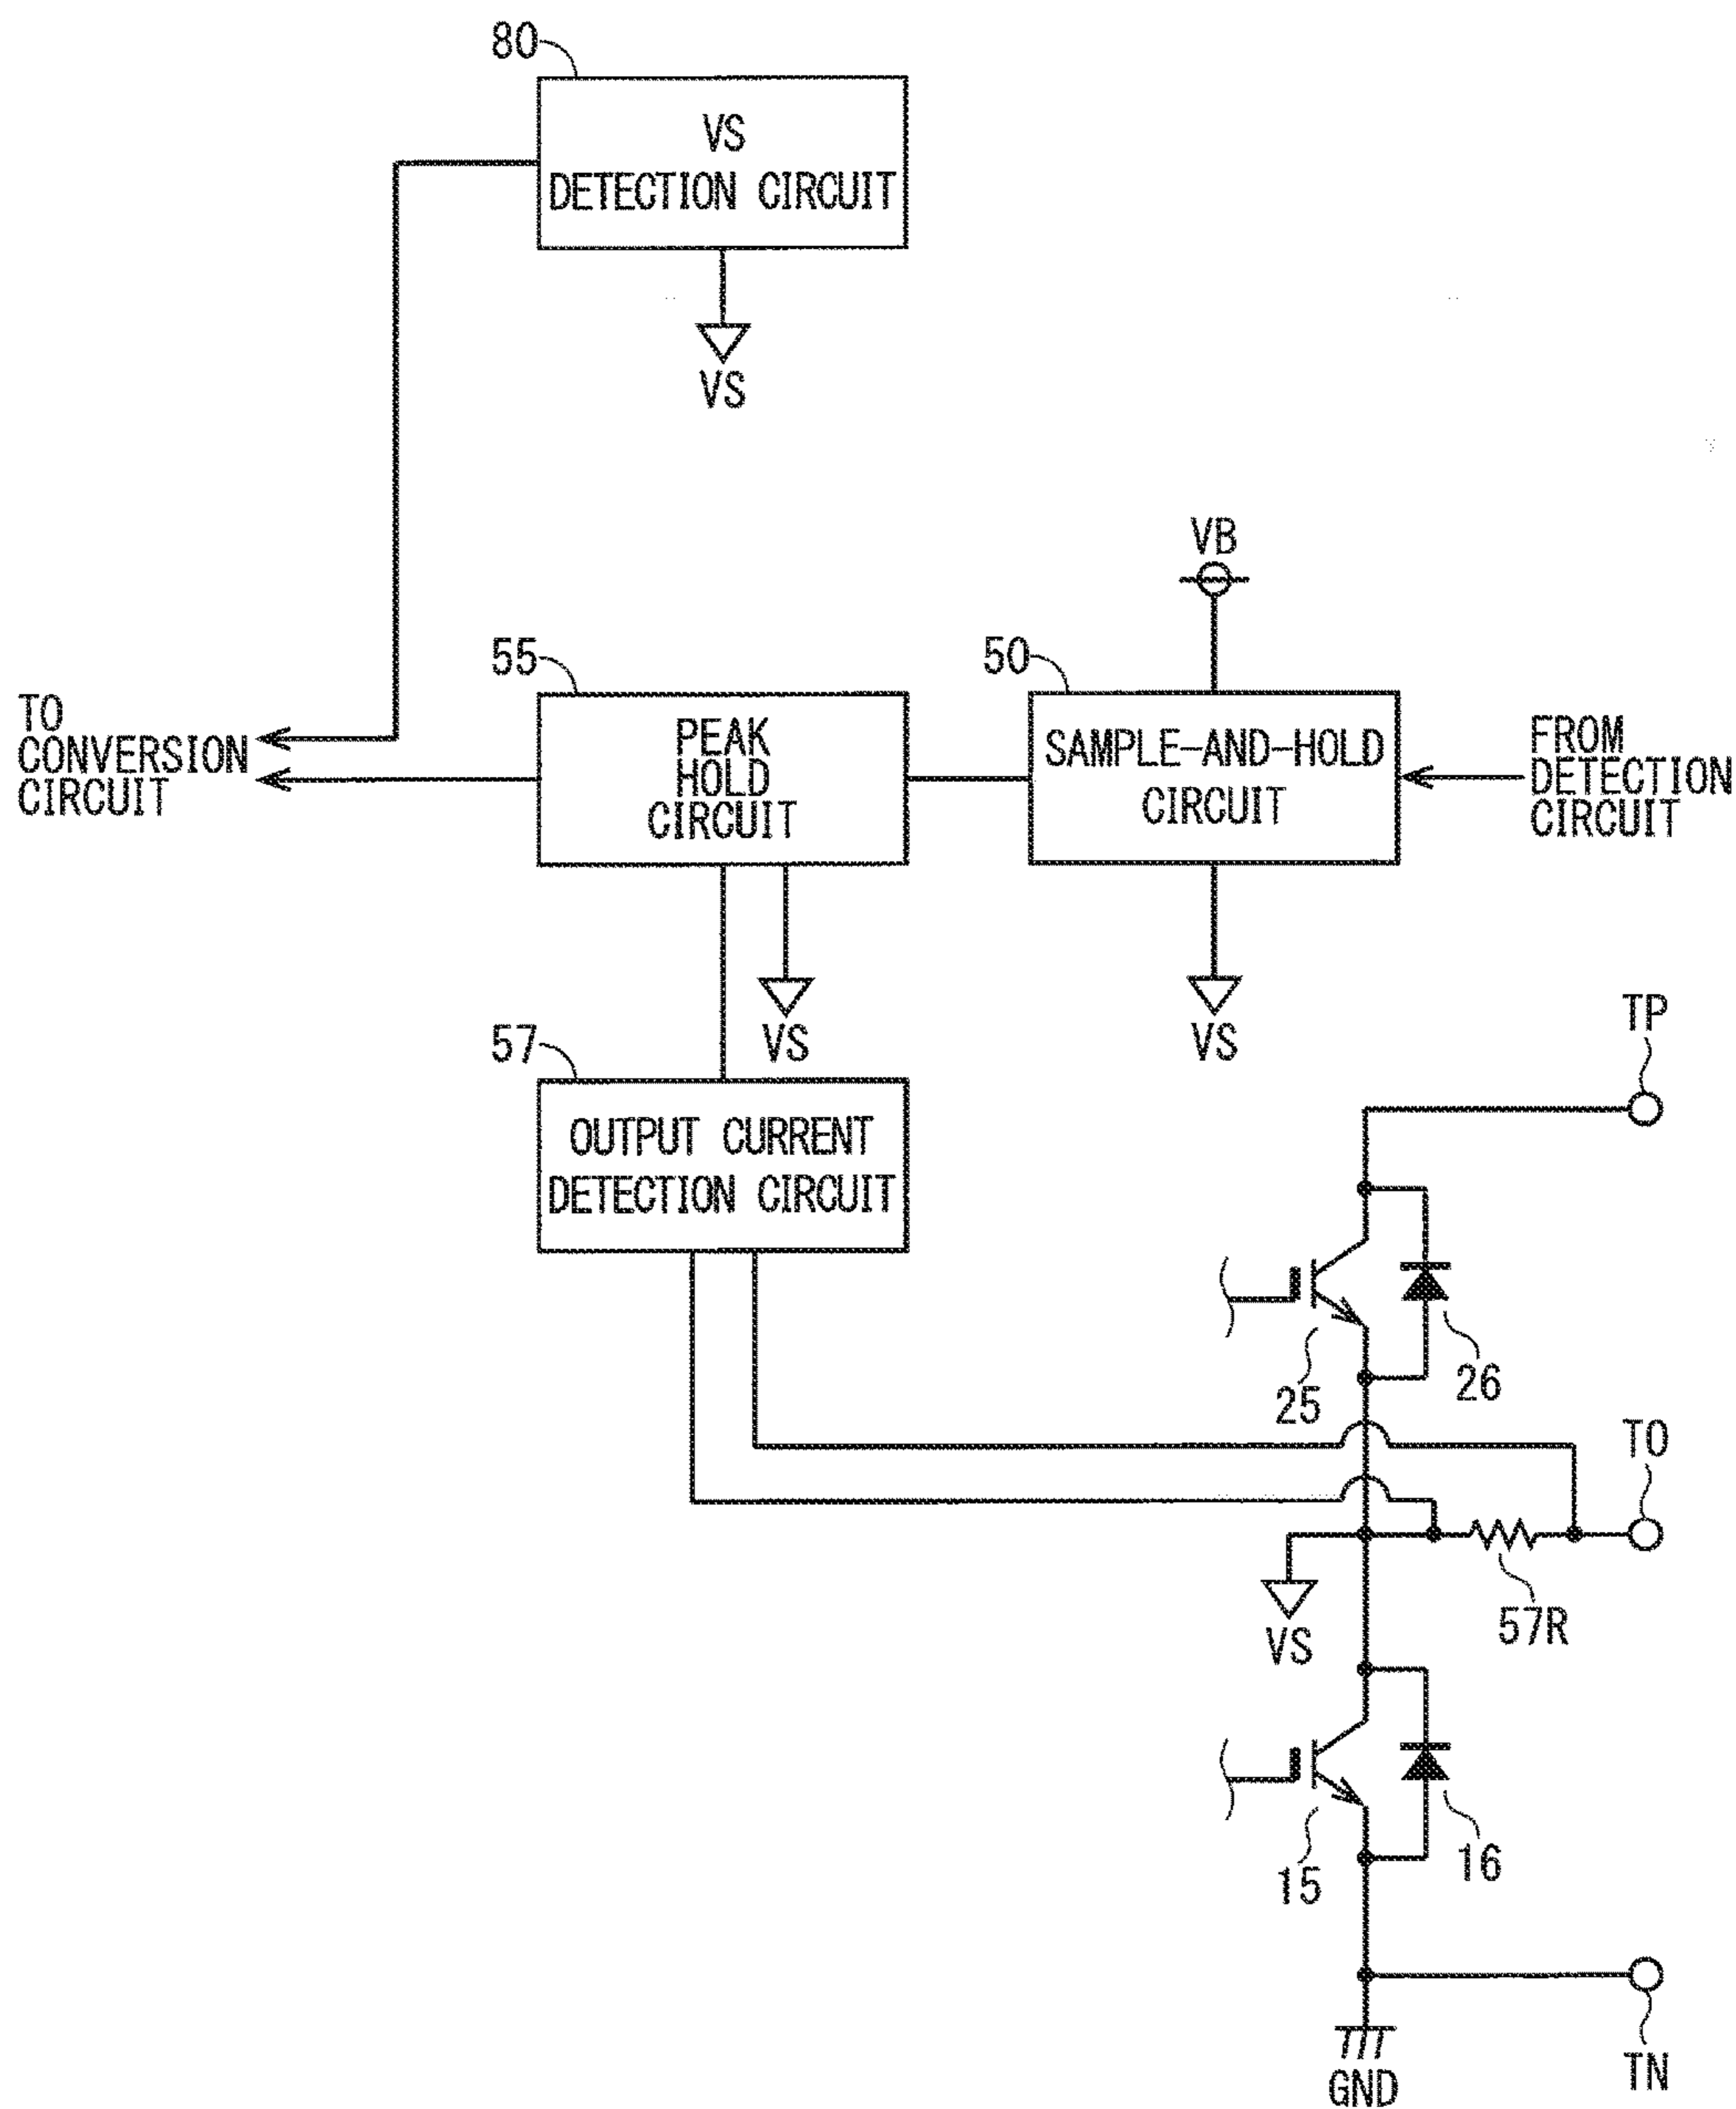 80
VS
DETECTION CIRCUIT
VS
VB
55
50
TO
CONVERSION
CIRCUIT
PEAK
HOLD
CIRCUIT
SAMPLE-AND-HOLD
CIRCUIT
FROM
DETECTION
CIRCUIT
VS
VS
57
TP
OUTPUT CURRENT
DETECTION CIRCUIT
25
26
TO
VS
57R
15
16
GND
TN